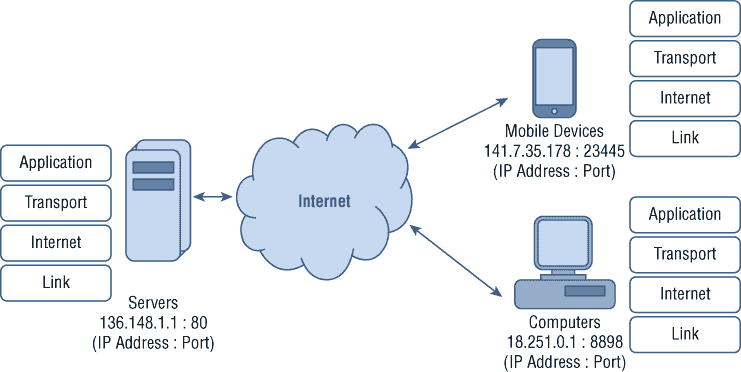 Application
Transport
Internet
Link
Servers
136.148.1.1 : 80
(IP Address : Port)
Internet
Mobile Devices
141.7.35.178 : 23445
(IP Address : Port)
Application
Transport
Internet
Link
Computers
18.251.0.1 : 8898
(IP Address : Port)
Application
Transport
Internet
Link